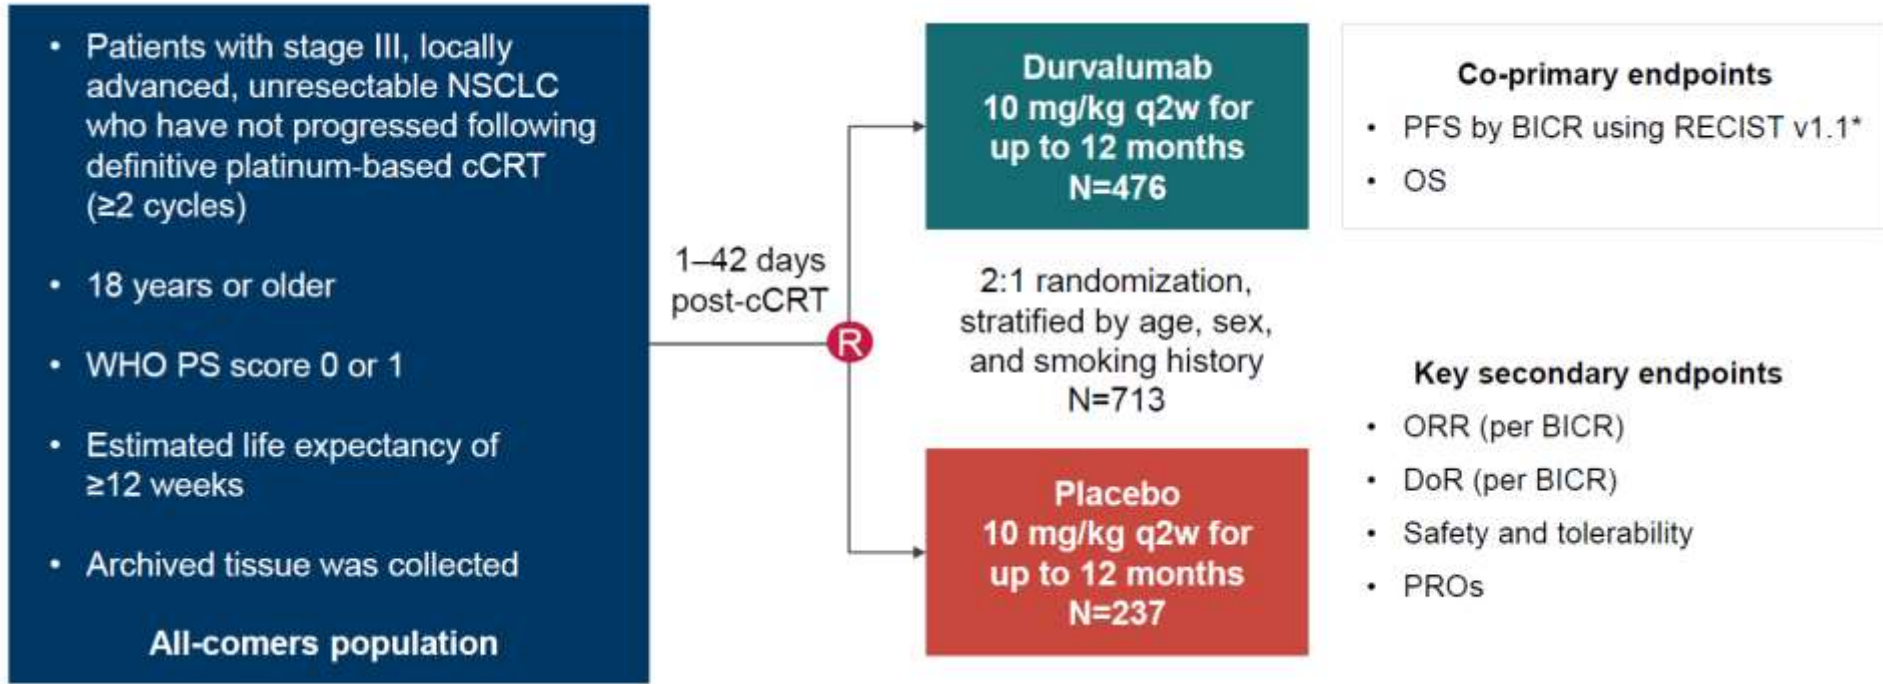 • Patients with stage III, locally
advanced, unresectable NSCLC
who have not progressed following
definitive platinum-based cCRT
(≥2 cycles)
• 18 years or older
• WHO PS score 0 or 1
• Estimated life expectancy of
≥12 weeks
• Archived tissue was collected
All-comers population
1–42 days
post-cCRT
R
Durvalumab
10 mg/kg q2w for
up to 12 months
N=476
2:1 randomization,
stratified by age, sex,
and smoking history
N=713
Placebo
10 mg/kg q2w for
up to 12 months
N=237
Co-primary endpoints
• PFS by BICR using RECIST v1.1*
• OS
Key secondary endpoints
• ORR (per BICR)
• DoR (per BICR)
• Safety and tolerability
• PROs